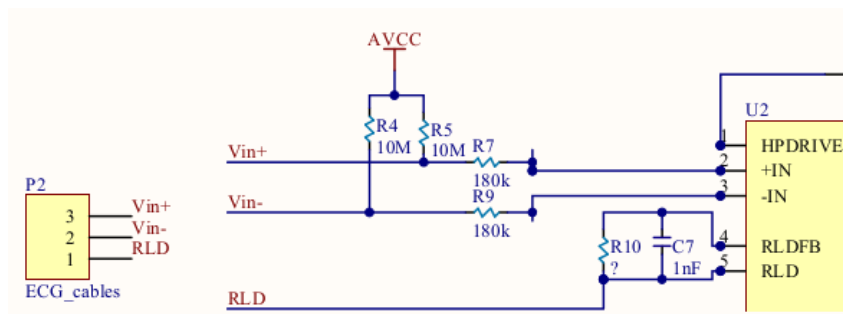 AVCC
R4
10M
R5
10M
R7
180k
Vin+
Vin-
R9
180k
RLD
P2
3
Vin+
2
Vin-
1
RLD
ECG_cables
R10
?
C7
1nF
U2
1
HPDRIVE
2
+IN
3
-IN
4
RLDFB
5
RLD